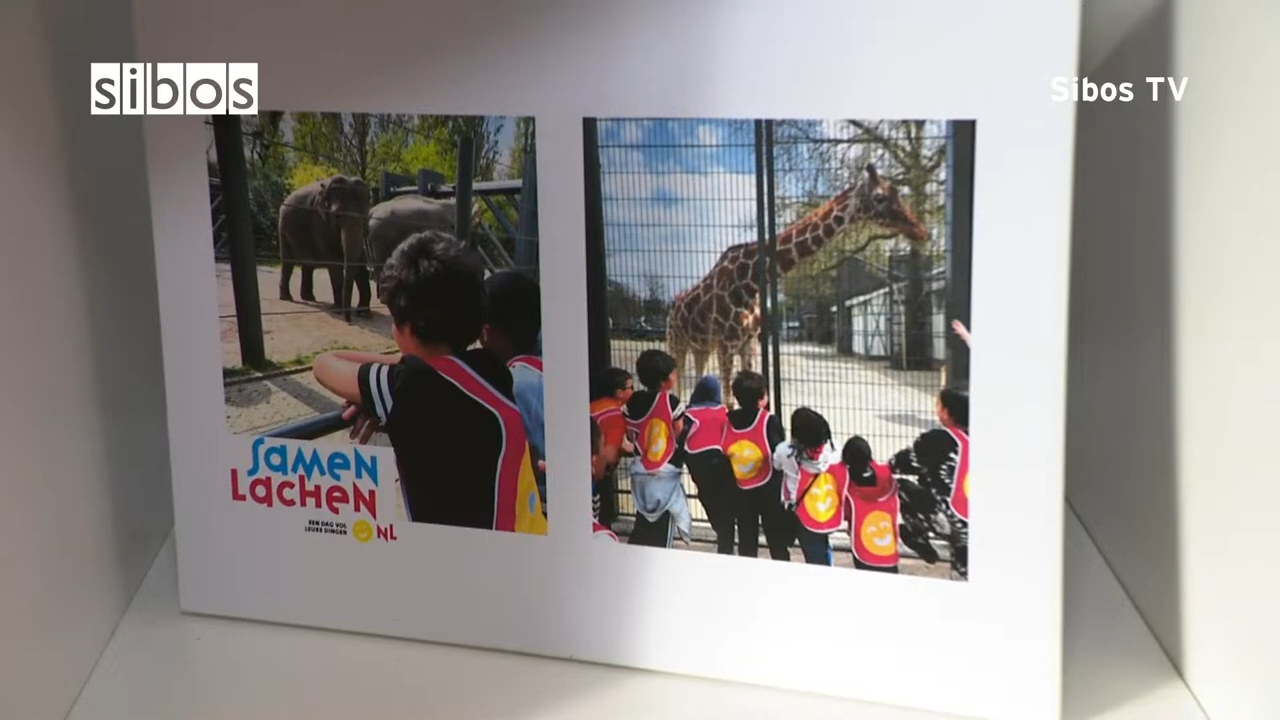 sibos
Sibos TV
SAMEN
LACHEN
EEN DAG VOL
LEUKE DINGEN
NL